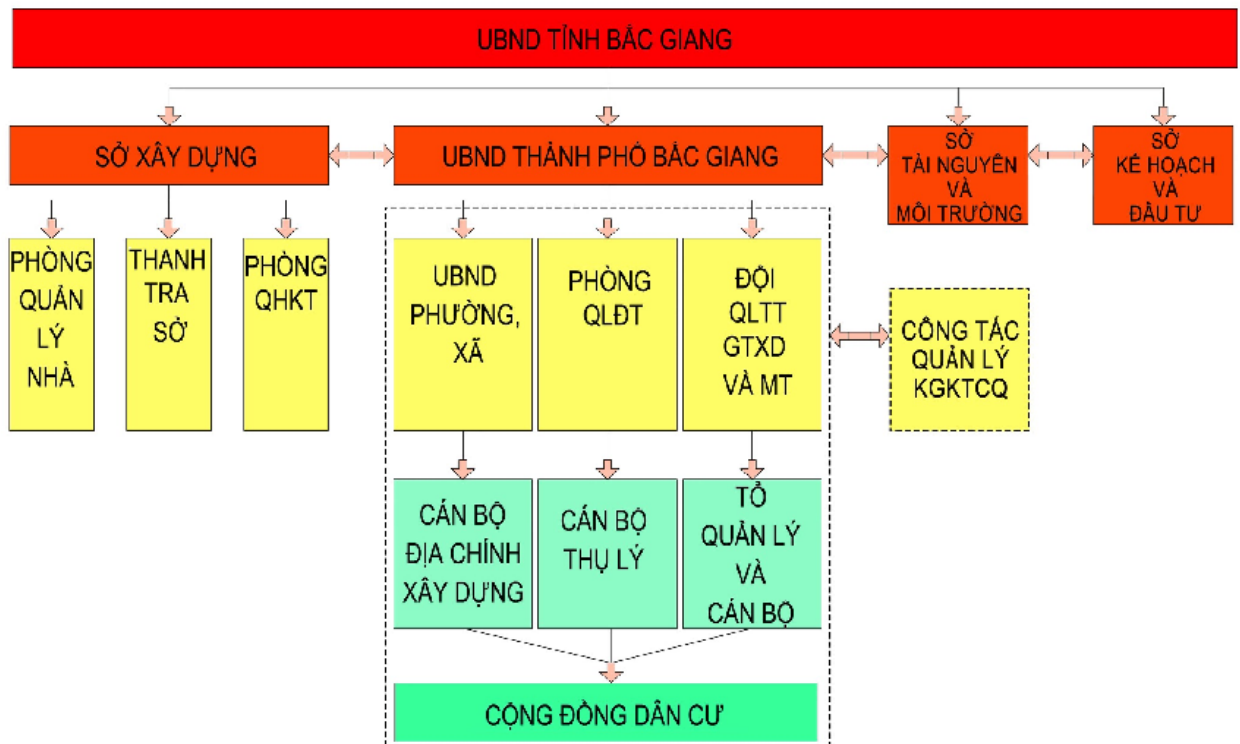 UBND TỈNH BẮC GIANG
SỞ XÂY DỰNG
UBND THÀNH PHỐ BẮC GIANG
SỞ
TÀI NGUYÊN
VÀ
MÔI TRƯỜNG
SỞ
KẾ HOẠCH
VÀ
ĐẦU TƯ
PHÒNG
QUẢN
LÝ
NHÀ
THANH
TRA
SỞ
PHÒNG
QHKT
UBND
PHƯỜNG,
XÃ
PHÒNG
QLĐT
ĐỘI
QLTT
GTXD
VÀ MT
CÔNG TÁC
QUẢN LÝ
KGKTCQ
CÁN BỘ
ĐỊA CHÍNH
XÂY DỰNG
CÁN BỘ
THỤ LÝ
TỔ
QUẢN LÝ
VÀ
CÁN BỘ
CỘNG ĐỒNG DÂN CƯ